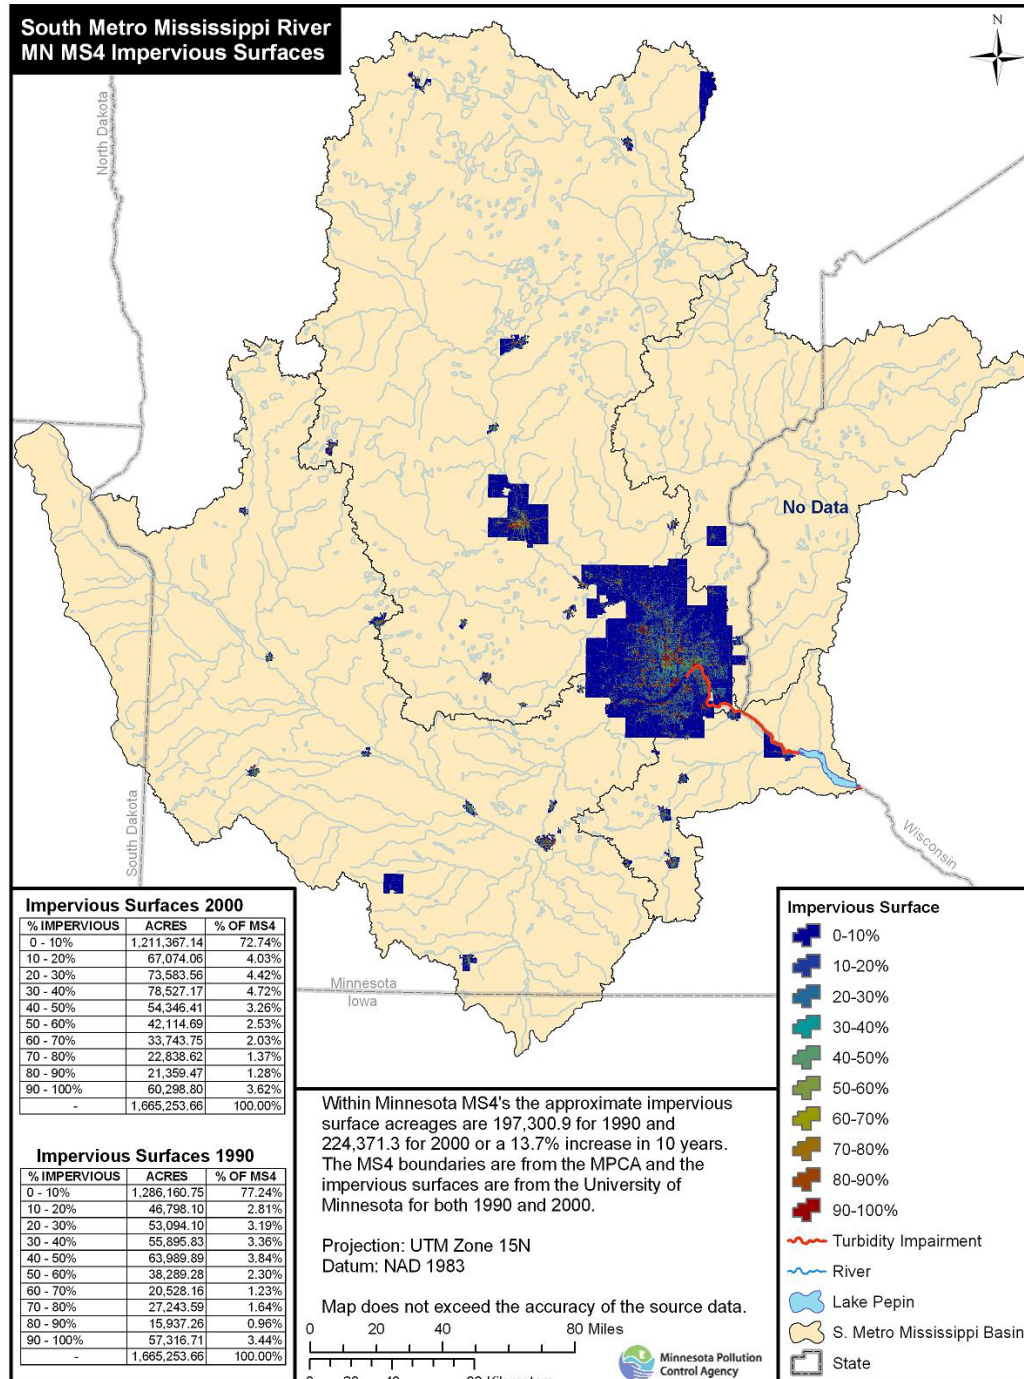 South Metro Mississippi River
MN MS4 Impervious Surfaces
N
North Dakota
No Data
South Dakota
Wisconsin
Minnesota
Iowa
Impervious Surfaces 2000
% IMPERVIOUS ACRES % OF MS4
0 - 10% 1,211,367.14 72.74%
10 - 20% 67,074.06 4.03%
20 - 30% 73,583.56 4.42%
30 - 40% 78,527.17 4.72%
40 - 50% 54,346.41 3.26%
50 - 60% 42,114.69 2.53%
60 - 70% 33,743.75 2.03%
70 - 80% 22,838.62 1.37%
80 - 90% 21,359.47 1.28%
90 - 100% 60,298.80 3.62%
- 1,665,253.66 100.00%
Impervious Surfaces 1990
% IMPERVIOUS ACRES % OF MS4
0 - 10% 1,286,160.75 77.24%
10 - 20% 46,798.10 2.81%
20 - 30% 53,094.10 3.19%
30 - 40% 55,895.83 3.36%
40 - 50% 63,989.89 3.84%
50 - 60% 38,289.28 2.30%
60 - 70% 20,528.16 1.23%
70 - 80% 27,243.59 1.64%
80 - 90% 15,937.26 0.96%
90 - 100% 57,316.71 3.44%
- 1,665,253.66 100.00%
Within Minnesota MS4's the approximate impervious
surface acreages are 197,300.9 for 1990 and
224,371.3 for 2000 or a 13.7% increase in 10 years.
The MS4 boundaries are from the MPCA and the
impervious surfaces are from the University of
Minnesota for both 1990 and 2000.
Projection: UTM Zone 15N
Datum: NAD 1983
Map does not exceed the accuracy of the source data.
0 20 40 80 Miles
Minnesota Pollution
Control Agency
Impervious Surface
0-10%
10-20%
20-30%
30-40%
40-50%
50-60%
60-70%
70-80%
80-90%
90-100%
Turbidity Impairment
River
Lake Pepin
S. Metro Mississippi Basin
State